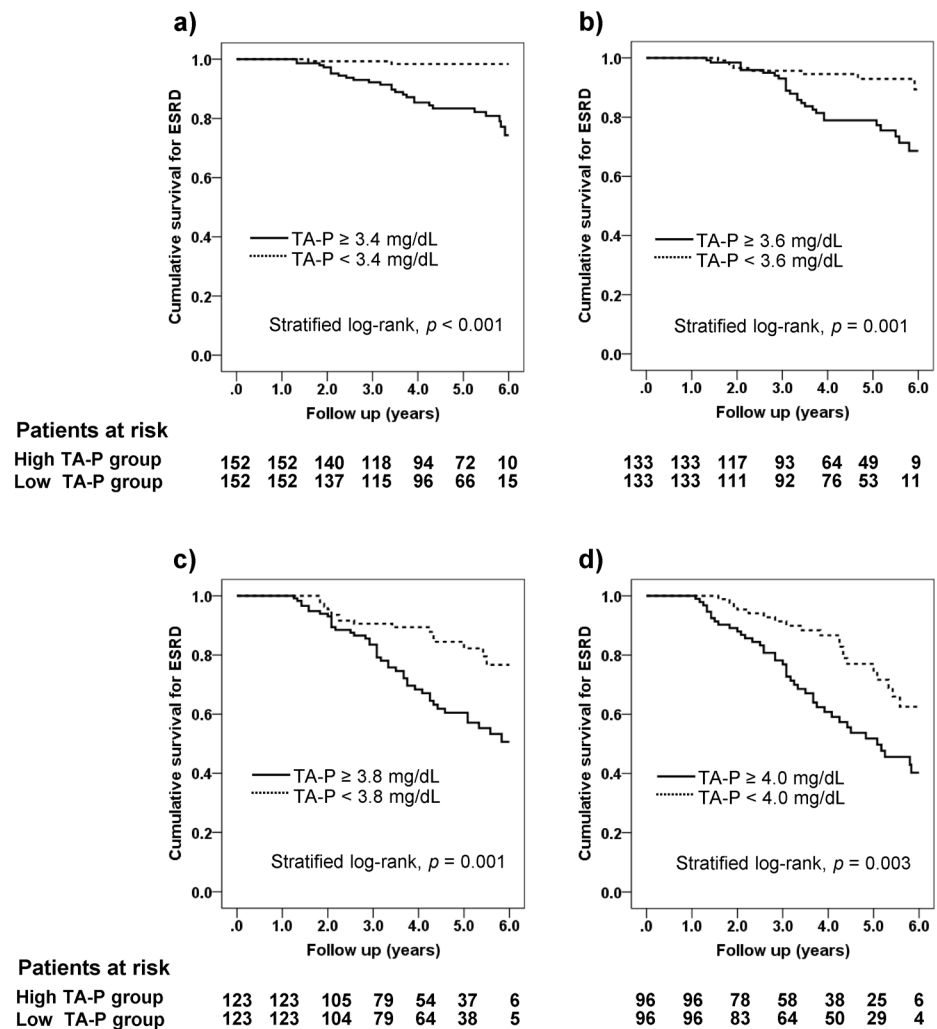 a)
Cumulative survival for ESRD
1.0
0.8
0.6
0.4
0.2
0.0
TA-P ≥ 3.4 mg/dL
TA-P < 3.4 mg/dL
Stratified log-rank, p < 0.001
.0 1.0 2.0 3.0 4.0 5.0 6.0
Follow up (years)
b)
Cumulative survival for ESRD
1.0
0.8
0.6
0.4
0.2
0.0
TA-P ≥ 3.6 mg/dL
TA-P < 3.6 mg/dL
Stratified log-rank, p = 0.001
.0 1.0 2.0 3.0 4.0 5.0 6.0
Follow up (years)
Patients at risk
High TA-P group 152 152 140 118 94 72 10 133 133 117 93 64 49 9
Low TA-P group 152 152 137 115 96 66 15 133 133 111 92 76 53 11
c)
Cumulative survival for ESRD
1.0
0.8
0.6
0.4
0.2
0.0
TA-P ≥ 3.8 mg/dL
TA-P < 3.8 mg/dL
Stratified log-rank, p = 0.001
.0 1.0 2.0 3.0 4.0 5.0 6.0
Follow up (years)
d)
Cumulative survival for ESRD
1.0
0.8
0.6
0.4
0.2
0.0
TA-P ≥ 4.0 mg/dL
TA-P < 4.0 mg/dL
Stratified log-rank, p = 0.003
.0 1.0 2.0 3.0 4.0 5.0 6.0
Follow up (years)
Patients at risk
High TA-P group 123 123 105 79 54 37 6 96 96 78 58 38 25 6
Low TA-P group 123 123 104 79 64 38 5 96 96 83 64 50 29 4